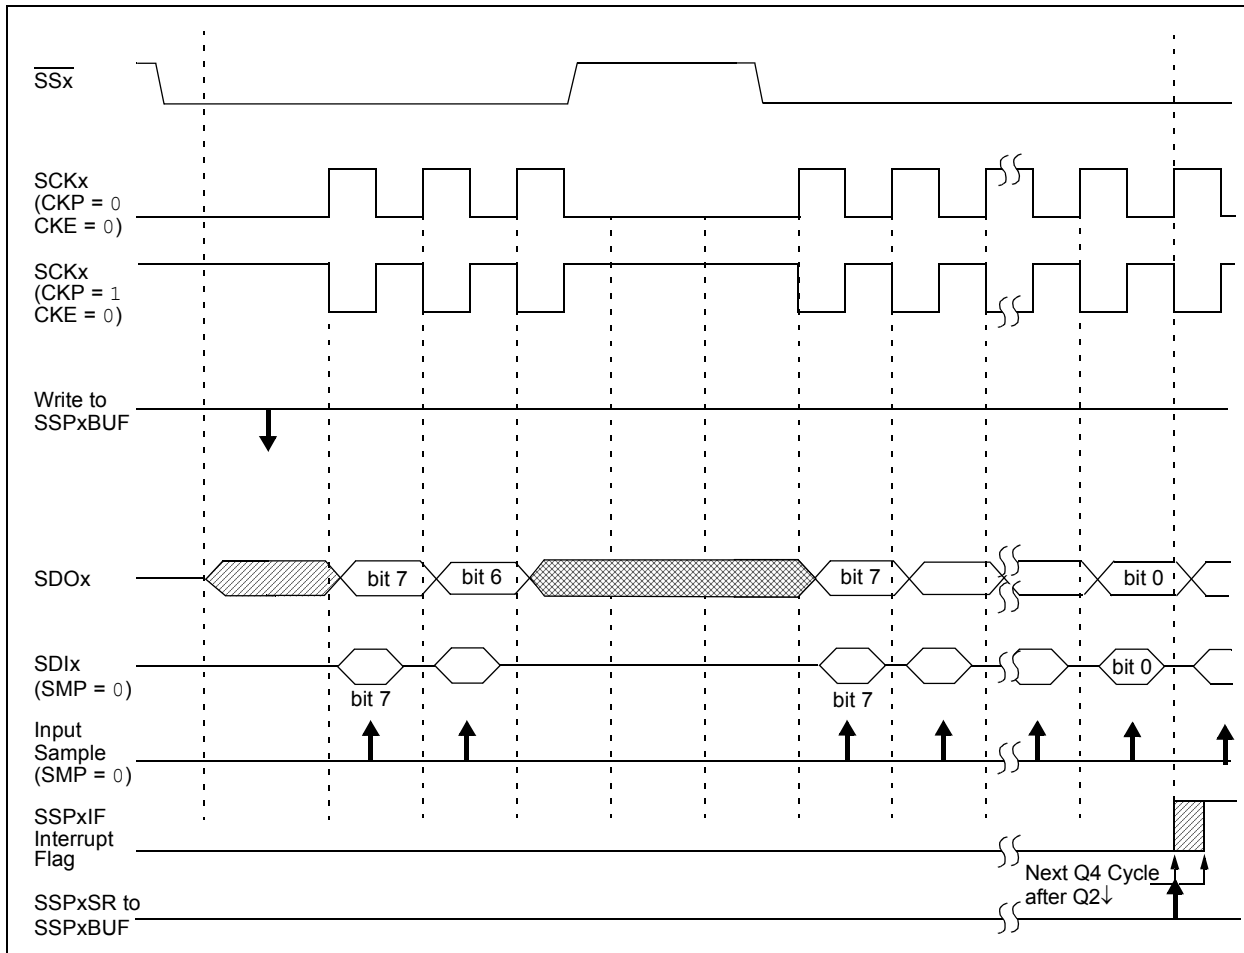 SSx
SCKx
(CKP = 0
CKE = 0)
SCKx
(CKP = 1
CKE = 0)
Write to
SSPxBUF
SDOx
bit 7
bit 6
bit 7
bit 0
SDIx
(SMP = 0)
bit 7
bit 7
bit 0
Input
Sample
(SMP = 0)
SSPxIF
Interrupt
Flag
Next Q4 Cycle
after Q2↓
SSPxSR to
SSPxBUF